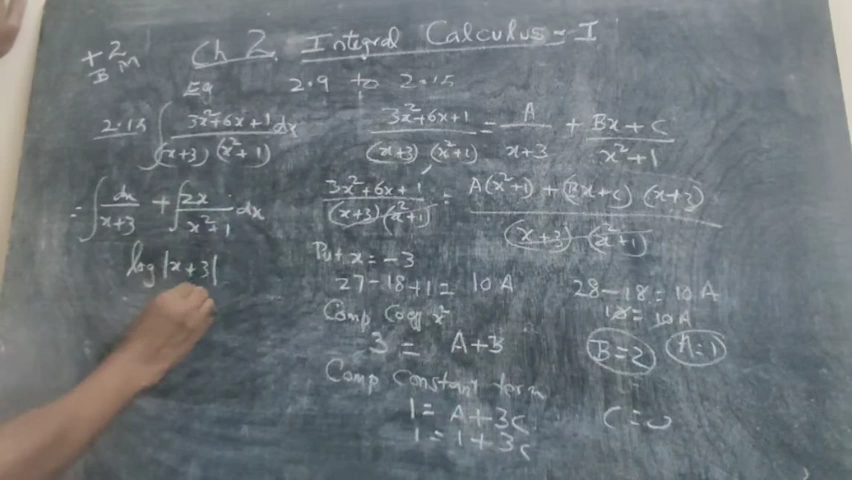 +2
BM
Ch 2. Integral Calculus - I
Eg 2.9 to 2.15
2.13 ∫ 3x²+6x+1 / (x+3)(x²+1) dx
3x²+6x+1 / (x+3)(x²+1) = A / x+3 + Bx+C / x²+1
= ∫ dx / x+3 + ∫ 2x / x²+1 dx
3x²+6x+1 / (x+3)(x²+1) = A(x²+1) + (Bx+C) (x+3) / (x+3)(x²+1)
log |x+3|
Put x = -3
27-18+1 = 10 A
28-18 = 10 A
10 = 10 A
Comp Coeff x²
3 = A+B
B=2 A=1
Comp constant term
1 = A+3C
C=0
1 = 1+3C